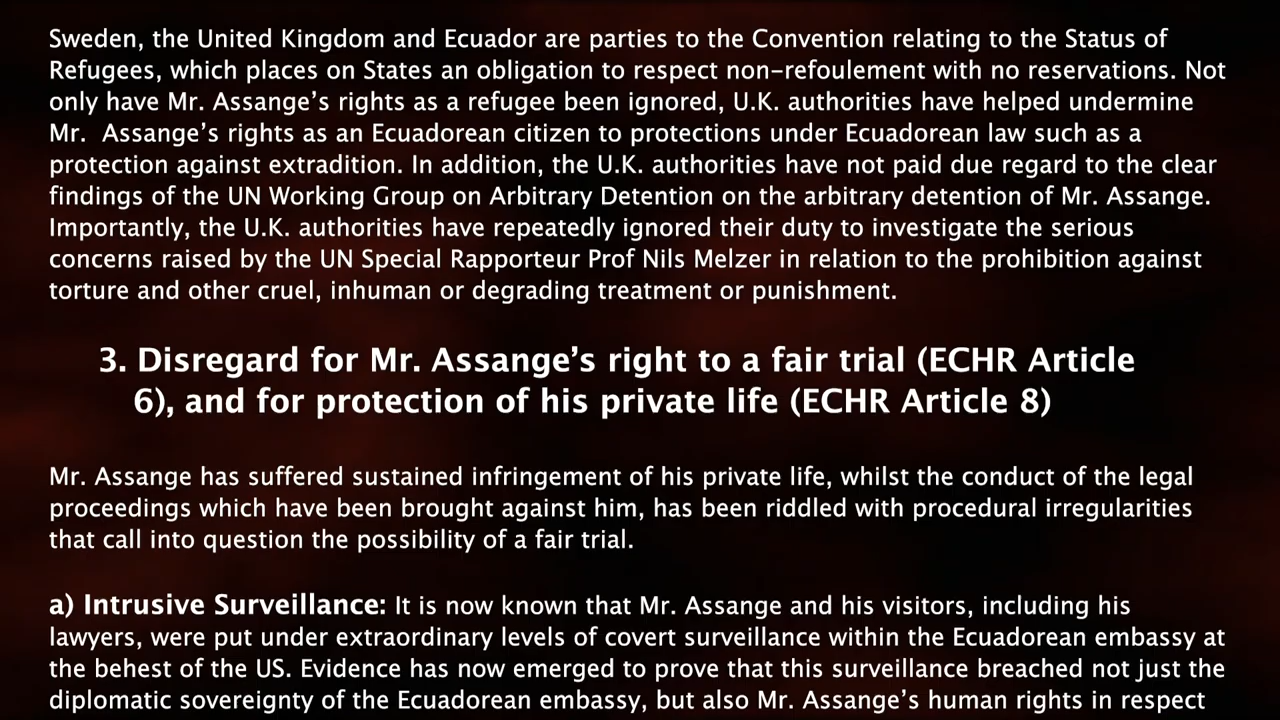 Sweden, the United Kingdom and Ecuador are parties to the Convention relating to the Status of
Refugees, which places on States an obligation to respect non-refoulement with no reservations. Not
only have Mr. Assange's rights as a refugee been ignored, U.K. authorities have helped undermine
Mr.  Assange's rights as an Ecuadorean citizen to protections under Ecuadorean law such as a
protection against extradition. In addition, the U.K. authorities have not paid due regard to the clear
findings of the UN Working Group on Arbitrary Detention on the arbitrary detention of Mr. Assange.
Importantly, the U.K. authorities have repeatedly ignored their duty to investigate the serious
concerns raised by the UN Special Rapporteur Prof Nils Melzer in relation to the prohibition against
torture and other cruel, inhuman or degrading treatment or punishment.
3. Disregard for Mr. Assange's right to a fair trial (ECHR Article
6), and for protection of his private life (ECHR Article 8)
Mr. Assange has suffered sustained infringement of his private life, whilst the conduct of the legal
proceedings which have been brought against him, has been riddled with procedural irregularities
that call into question the possibility of a fair trial.
a) Intrusive Surveillance: It is now known that Mr. Assange and his visitors, including his
lawyers, were put under extraordinary levels of covert surveillance within the Ecuadorean embassy at
the behest of the US. Evidence has now emerged to prove that this surveillance breached not just the
diplomatic sovereignty of the Ecuadorean embassy, but also Mr. Assange's human rights in respect